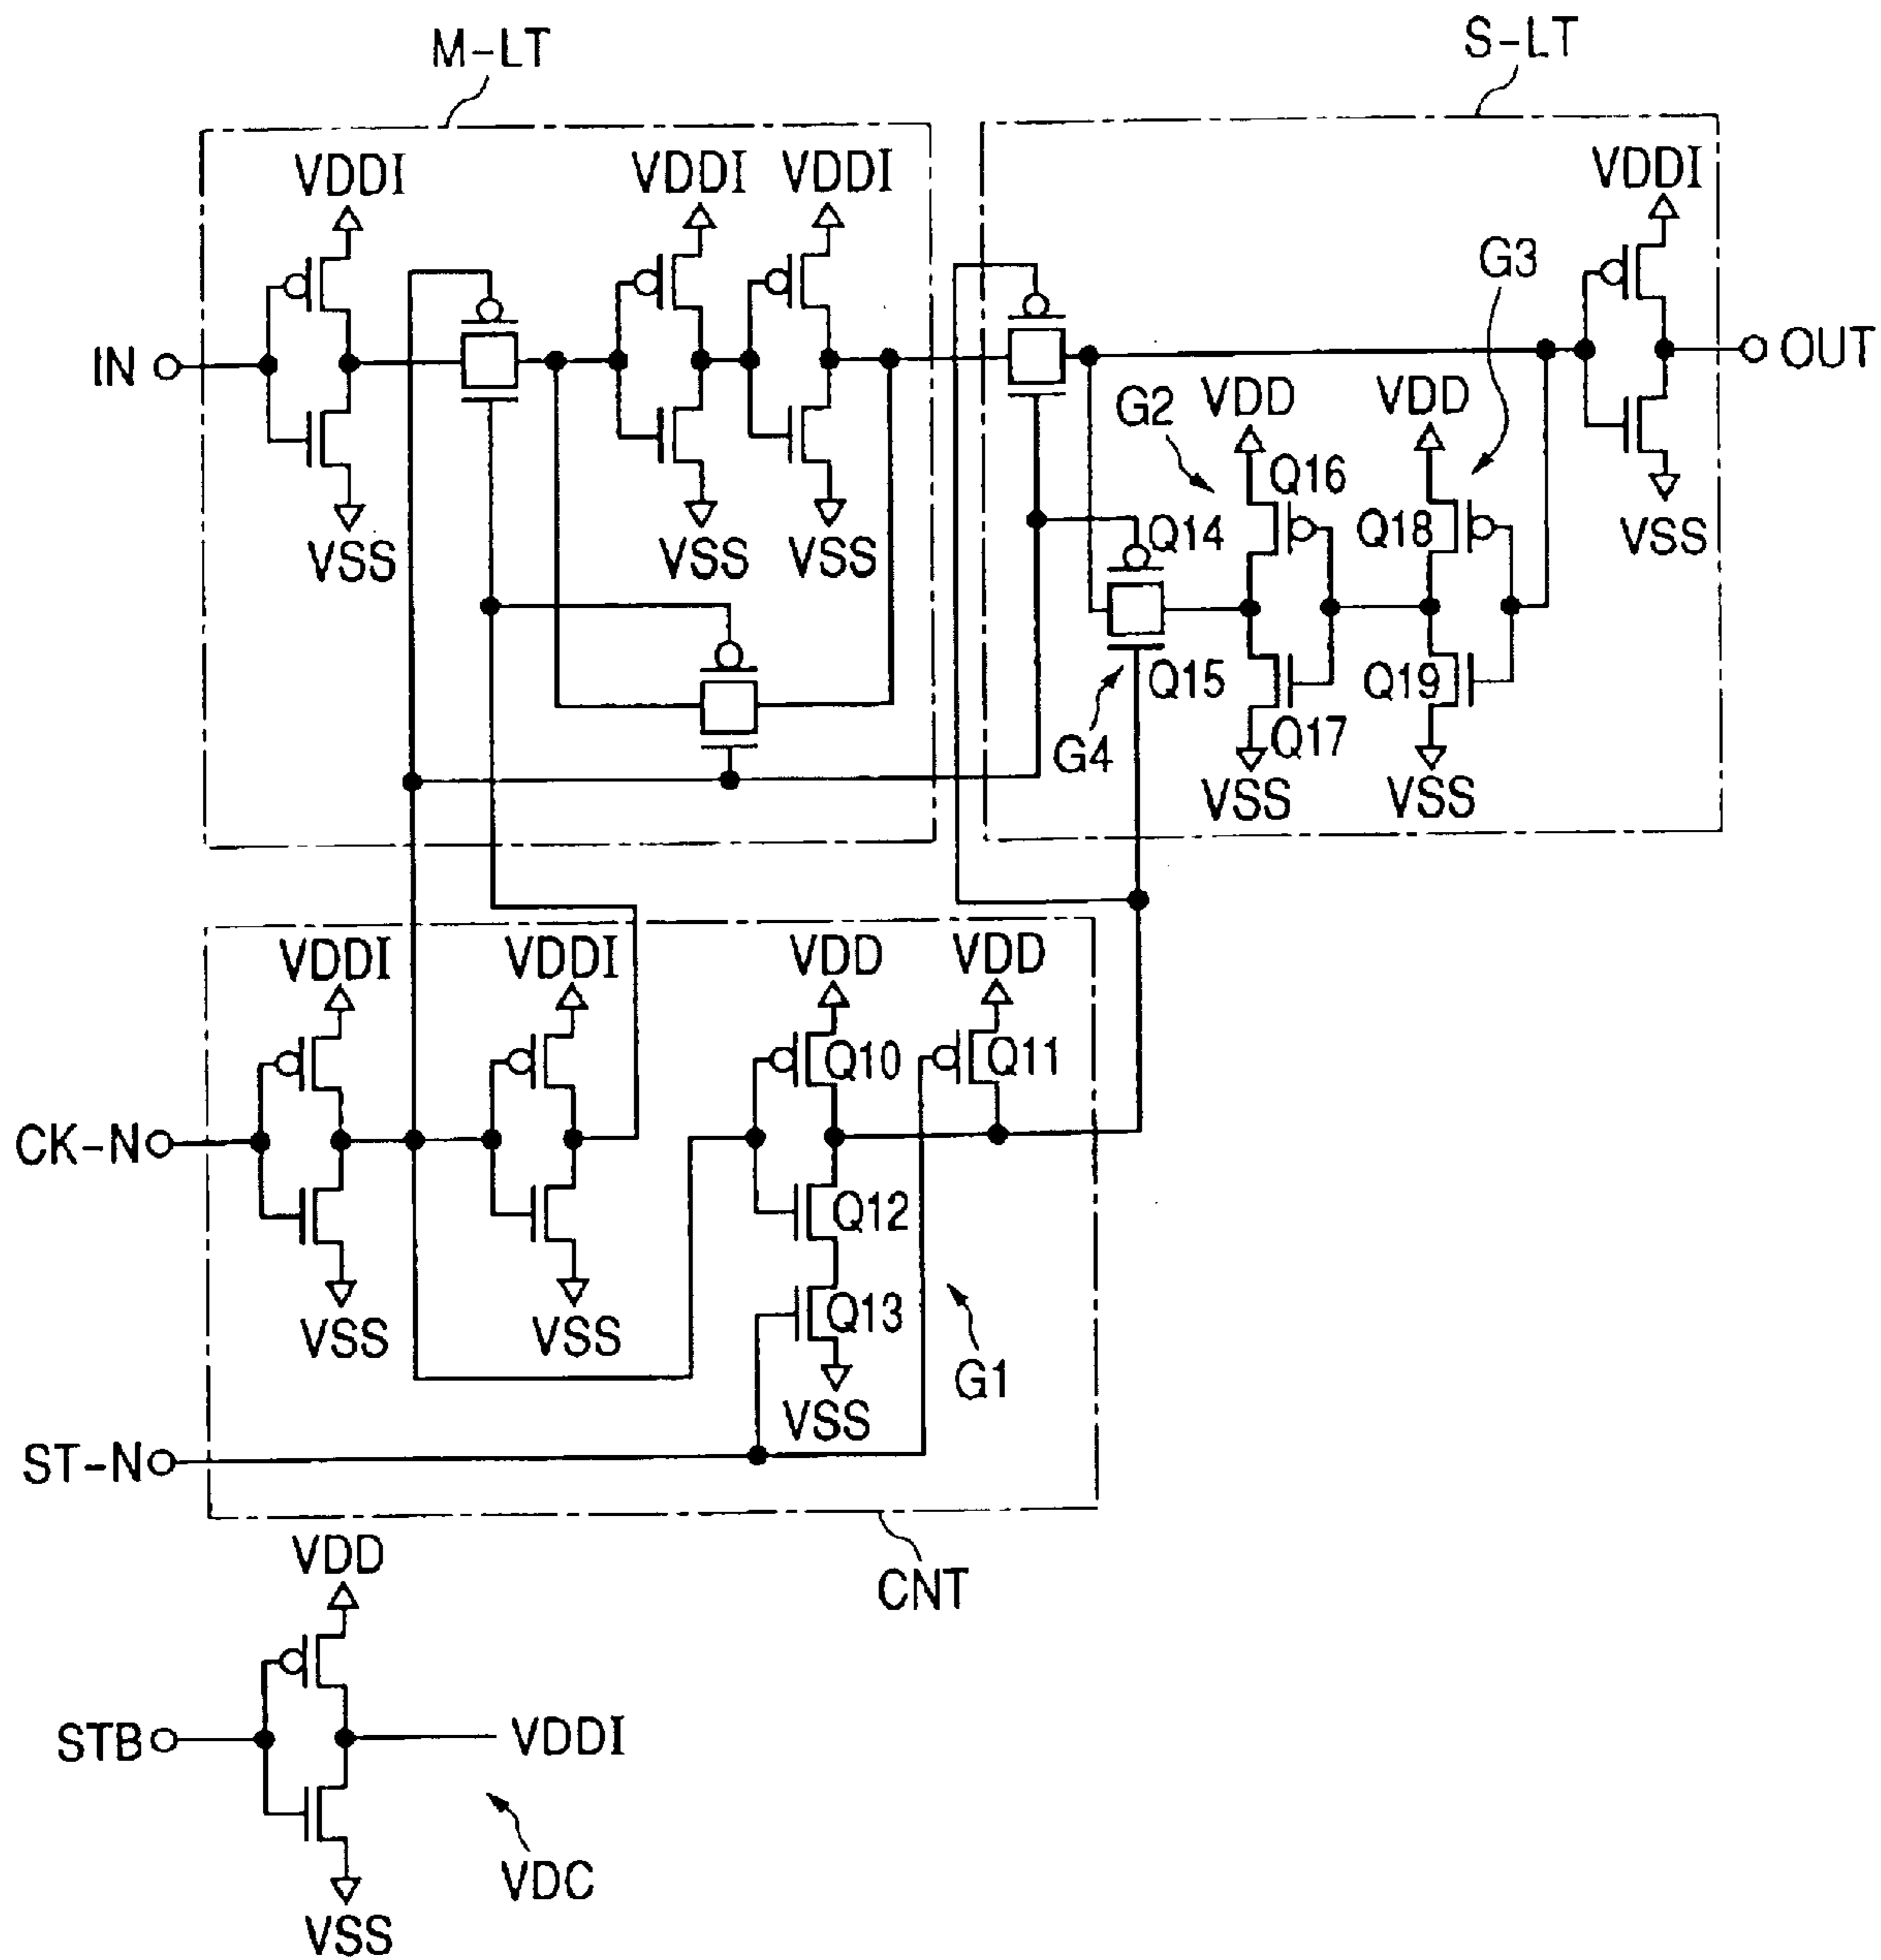 M-LT
S-LT
VDDI
VDDI
VDDI
VDDI
G3
IN
OUT
G2
VDD
VDD
Q16
Q14
Q18
VSS
VSS
VSS
VSS
Q15
Q19
G4
Q17
VSS
VSS
VDDI
VDDI
VDD
VDD
Q10
Q11
CK-N
Q12
Q13
VSS
VSS
G1
VSS
ST-N
VDD
CNT
STB
VDDI
VDC
VSS